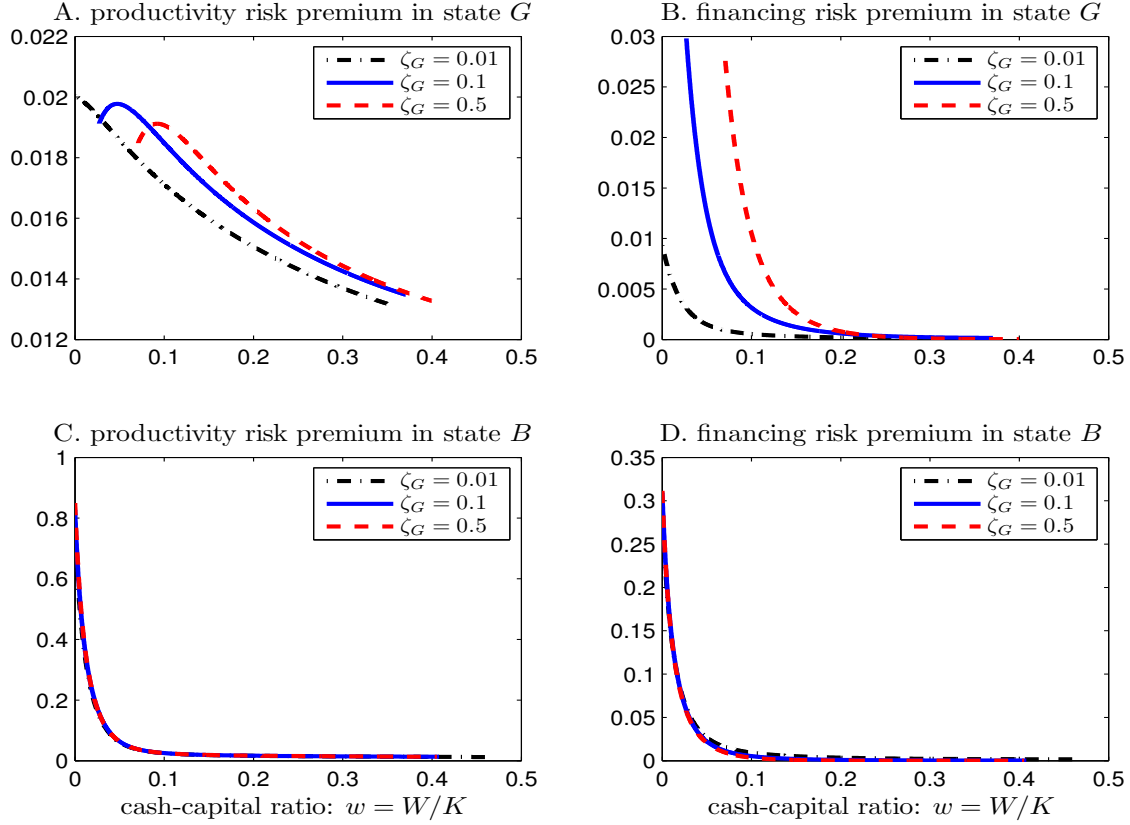 A. productivity risk premium in state G
0.022
0.02
0.018
0.016
0.014
0.012
0 0.1 0.2 0.3 0.4 0.5
ζG = 0.01
ζG = 0.1
ζG = 0.5
B. financing risk premium in state G
0.03
0.025
0.02
0.015
0.01
0.005
0
0 0.1 0.2 0.3 0.4 0.5
ζG = 0.01
ζG = 0.1
ζG = 0.5
C. productivity risk premium in state B
1
0.8
0.6
0.4
0.2
0
0 0.1 0.2 0.3 0.4 0.5
ζG = 0.01
ζG = 0.1
ζG = 0.5
cash-capital ratio: w = W/K
D. financing risk premium in state B
0.35
0.3
0.25
0.2
0.15
0.1
0.05
0
0 0.1 0.2 0.3 0.4 0.5
ζG = 0.01
ζG = 0.1
ζG = 0.5
cash-capital ratio: w = W/K